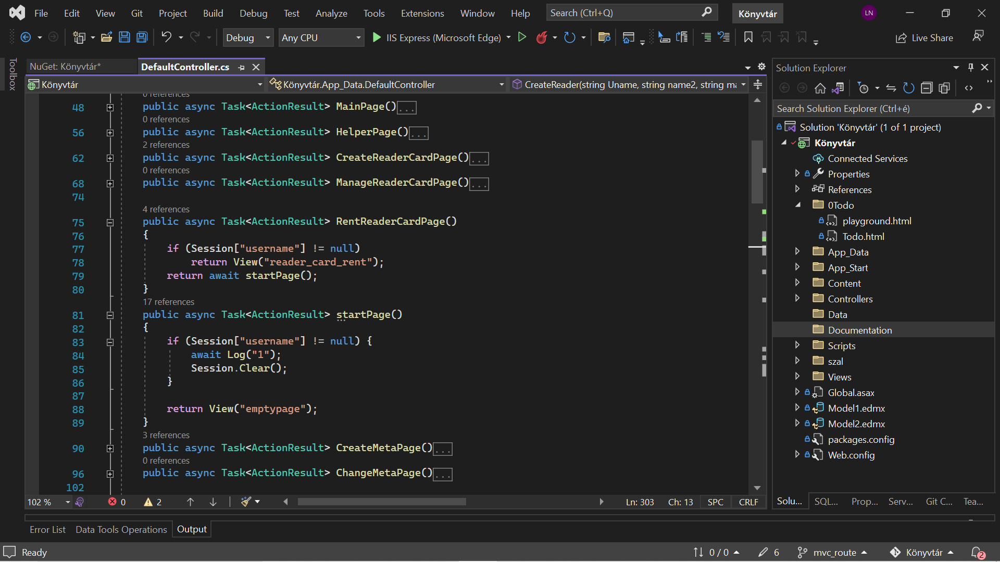 File Edit View Git Project Build Debug Test Analyze Tools Extensions Window Help Search (Ctrl+Q) Könyvtár LN
Debug Any CPU IIS Express (Microsoft Edge) Live Share
Toolbox
NuGet: Könyvtár* DefaultController.cs
Könyvtár Könyvtár.App_Data.DefaultController CreateReader(string Uname, string name2, string ma
0 references
48 public async Task<ActionResult> MainPage()...
0 references
56 public async Task<ActionResult> HelperPage()...
2 references
62 public async Task<ActionResult> CreateReaderCardPage()...
0 references
68 public async Task<ActionResult> ManageReaderCardPage()...
74
4 references
75 public async Task<ActionResult> RentReaderCardPage()
76 {
77 if (Session["username"] != null)
78 return View("reader_card_rent");
79 return await startPage();
80 }
17 references
81 public async Task<ActionResult> startPage()
82 {
83 if (Session["username"] != null) {
84 await Log("1");
85 Session.Clear();
86 }
87
88 return View("emptypage");
89 }
3 references
90 public async Task<ActionResult> CreateMetaPage()...
0 references
96 public async Task<ActionResult> ChangeMetaPage()...
102
102 % 0 2 Ln: 303 Ch: 13 SPC CRLF
Solution Explorer
Search Solution Explorer (Ctrl+é)
Solution 'Könyvtár' (1 of 1 project)
Könyvtár
Connected Services
Properties
References
0Todo
playground.html
Todo.html
App_Data
App_Start
Content
Controllers
Data
Documentation
Scripts
szal
Views
Global.asax
Model1.edmx
Model2.edmx
packages.config
Web.config
Solu... SQL... Prop... Serv... Git C... Tea...
Error List Data Tools Operations Output
Ready 0 / 0 6 mvc_route Könyvtár 2